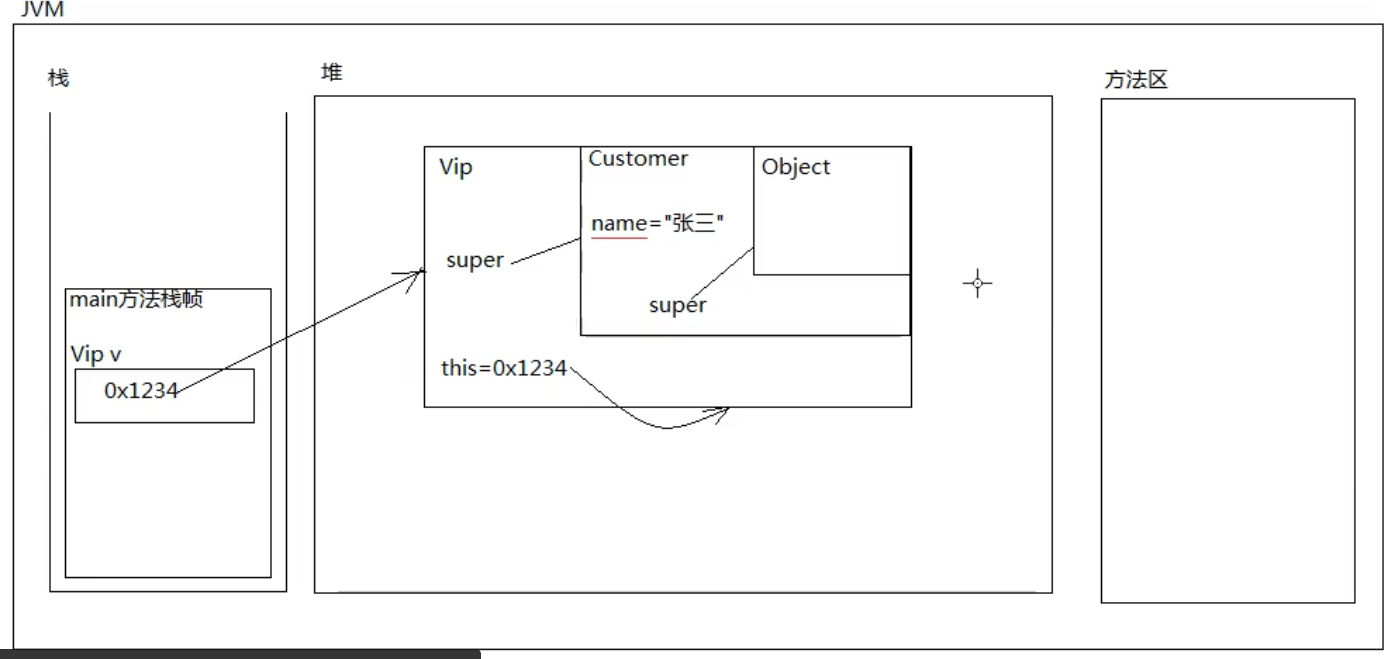 JVM
栈
堆
方法区
Vip
Customer
Object
name="张三"
super
super
main方法栈帧
Vip v
0x1234
this=0x1234